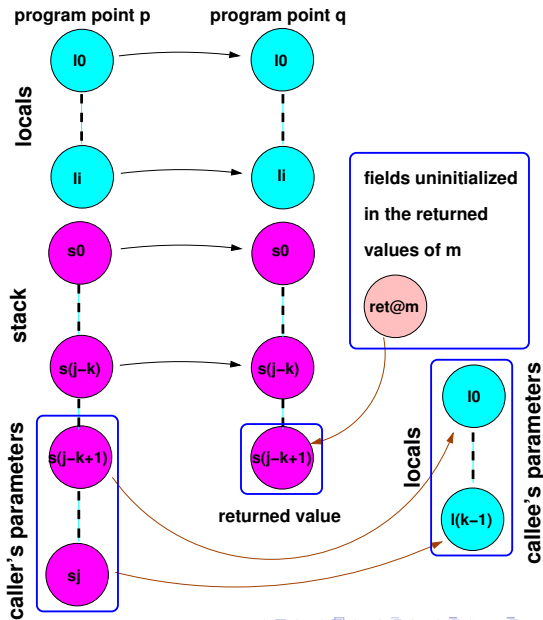 program point p
program point q
l0
l0
locals
li
li
fields uninitialized
in the returned
values of m
ret@m
s0
s0
stack
s(j−k)
s(j−k)
l0
s(j−k+1)
s(j−k+1)
locals
l(k−1)
callee's parameters
returned value
caller's parameters
sj